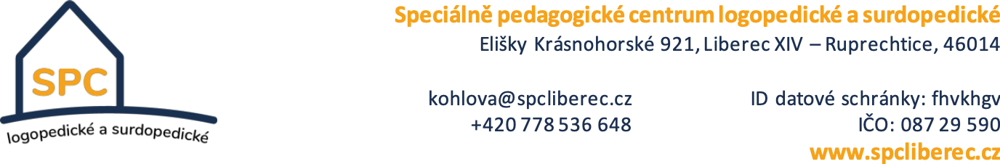 Speciálně pedagogické centrum logopedické a surdopedické
Elišky Krásnohorské 921, Liberec XIV – Ruprechtice, 46014
SPC
logopedické a surdopedické
kohlova@spcliberec.cz
+420 778 536 648
ID datové schránky: fhvkhgv
IČO: 087 29 590
www.spcliberec.cz